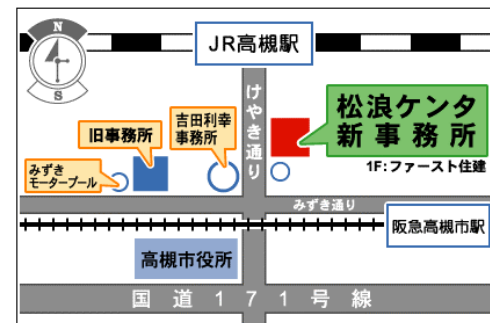 N
S
JR高槻駅
けやき通り
松浪ケンタ
新事務所
1F:ファースト住建
吉田利幸
事務所
旧事務所
みずき
モータープール
みずき通り
阪急高槻市駅
高槻市役所
国道171号線